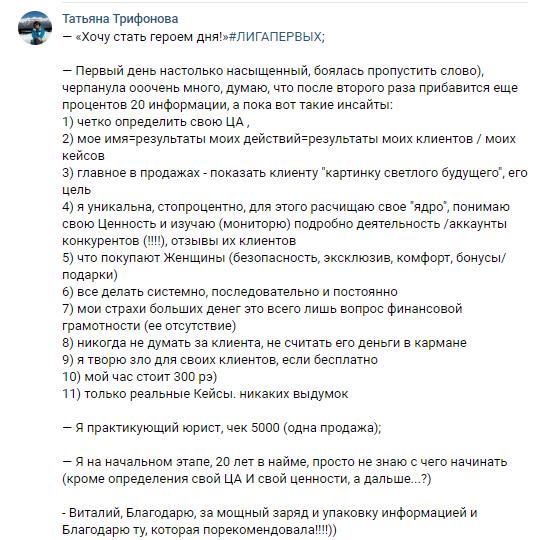 Татьяна Трифонова
— «Хочу стать героем дня!»#ЛИГАПЕРВЫХ;
— Первый день настолько насыщенный, боялась пропустить слово),
черпанула ооочень много, думаю, что после второго раза прибавится еще
процентов 20 информации, а пока вот такие инсайты:
1) четко определить свою ЦА ,
2) мое имя=результаты моих действий=результаты моих клиентов / моих
кейсов
3) главное в продажах - показать клиенту "картинку светлого будущего", его
цель
4) я уникальна, стопроцентно, для этого расчищаю свое "ядро", понимаю
свою Ценность и изучаю (мониторю) подробно деятельность /аккаунты
конкурентов (!!!!), отзывы их клиентов
5) что покупают Женщины (безопасность, эксклюзив, комфорт, бонусы/
подарки)
6) все делать системно, последовательно и постоянно
7) мои страхи больших денег это всего лишь вопрос финансовой
грамотности (ее отсутствие)
8) никогда не думать за клиента, не считать его деньги в кармане
9) я творю зло для своих клиентов, если бесплатно
10) мой час стоит 300 рэ)
11) только реальные Кейсы. никаких выдумок
— Я практикующий юрист, чек 5000 (одна продажа);
— Я на начальном этапе, 20 лет в найме, просто не знаю с чего начинать
(кроме определения свой ЦА И свой ценности, а дальше...?)
- Виталий, Благодарю, за мощный заряд и упаковку информацией и
Благодарю ту, которая порекомендовала!!!!))